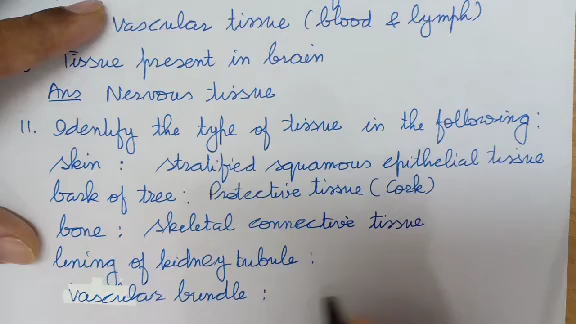 Vascular tissue (blood & lymph)
Tissue present in brain
Ans Nervous tissue
11. Identify the type of tissue in the following:
skin : stratified squamous epithelial tissue
bark of tree: Protective tissue (Cork)
bone : skeletal connective tissue
lining of kidney tubule :
vascular bundle :